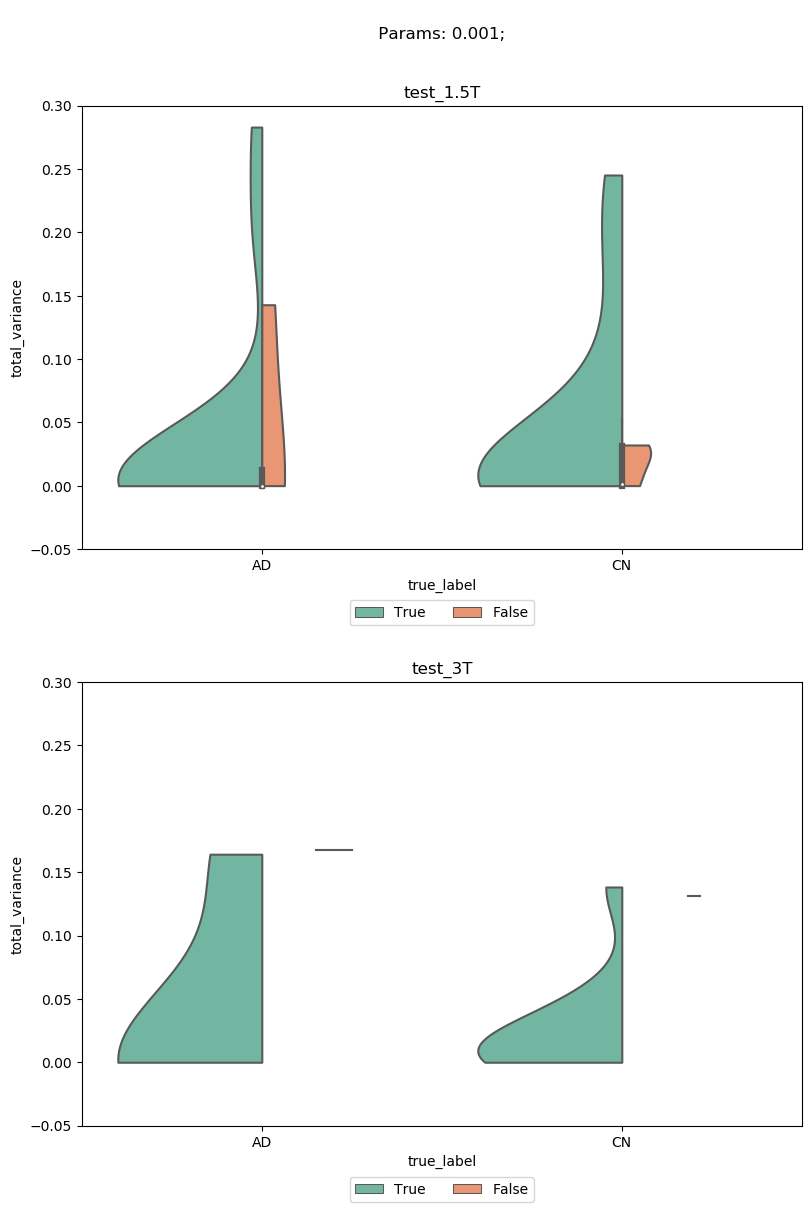 Params: 0.001;
test_1.5T
0.30
0.25
0.20
0.15
0.10
0.05
0.00
−0.05
total_variance
AD CN
true_label
True False
test_3T
0.30
0.25
0.20
0.15
0.10
0.05
0.00
−0.05
total_variance
AD CN
true_label
True False